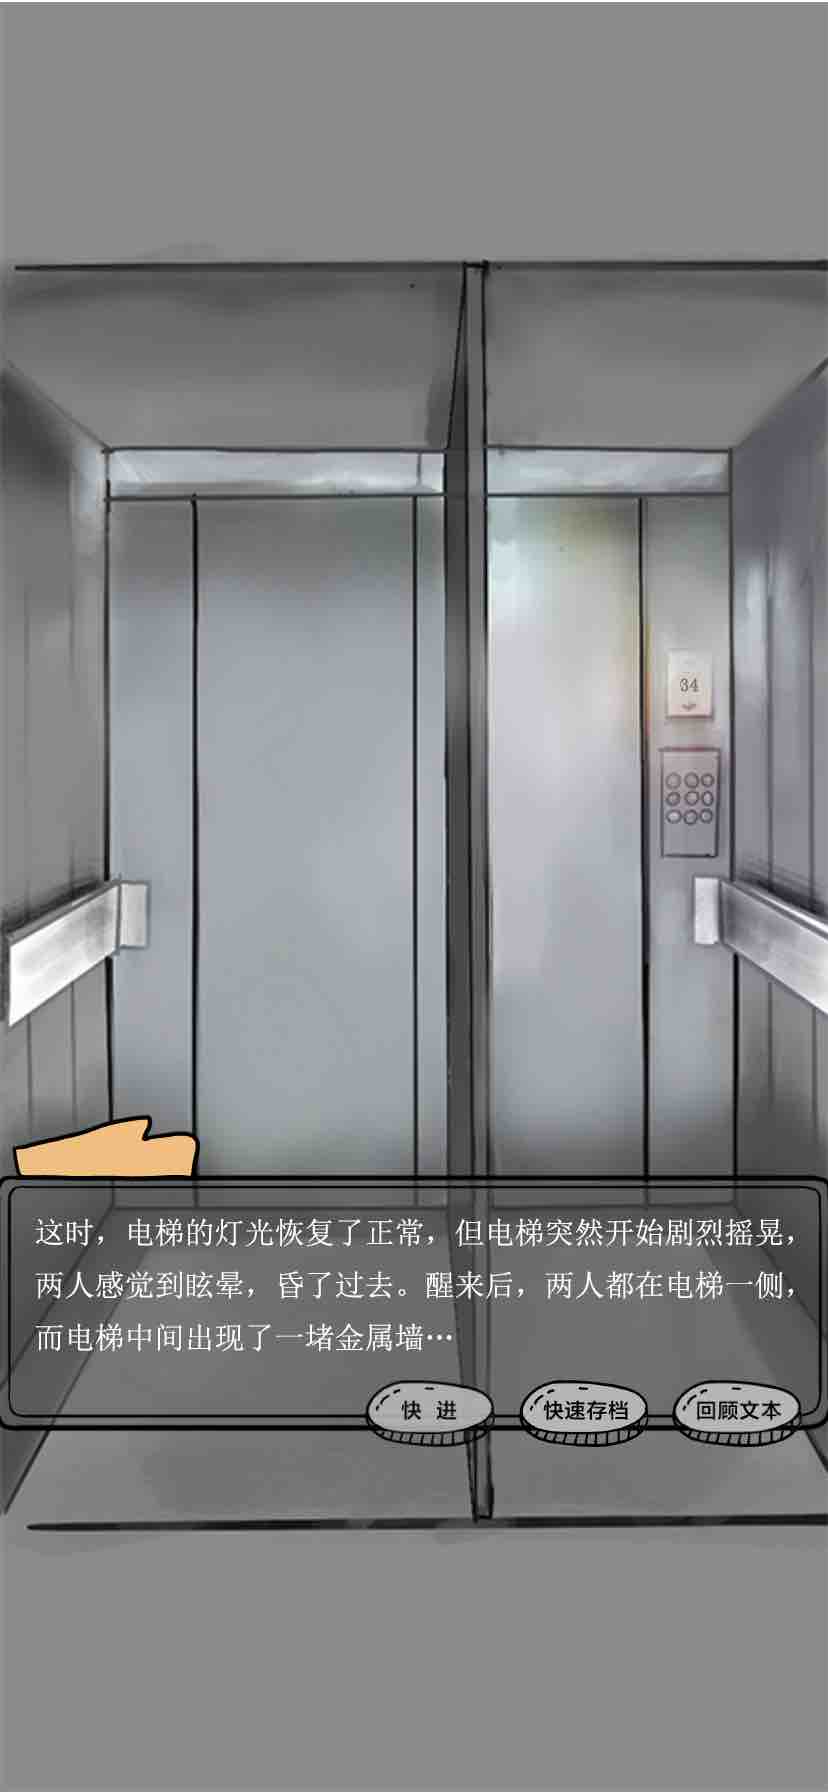 34
这时，电梯的灯光恢复了正常，但电梯突然开始剧烈摇晃，
两人感觉到眩晕，昏了过去。醒来后，两人都在电梯一侧，
而电梯中间出现了一堵金属墙…
快 进 快速存档 回顾文本